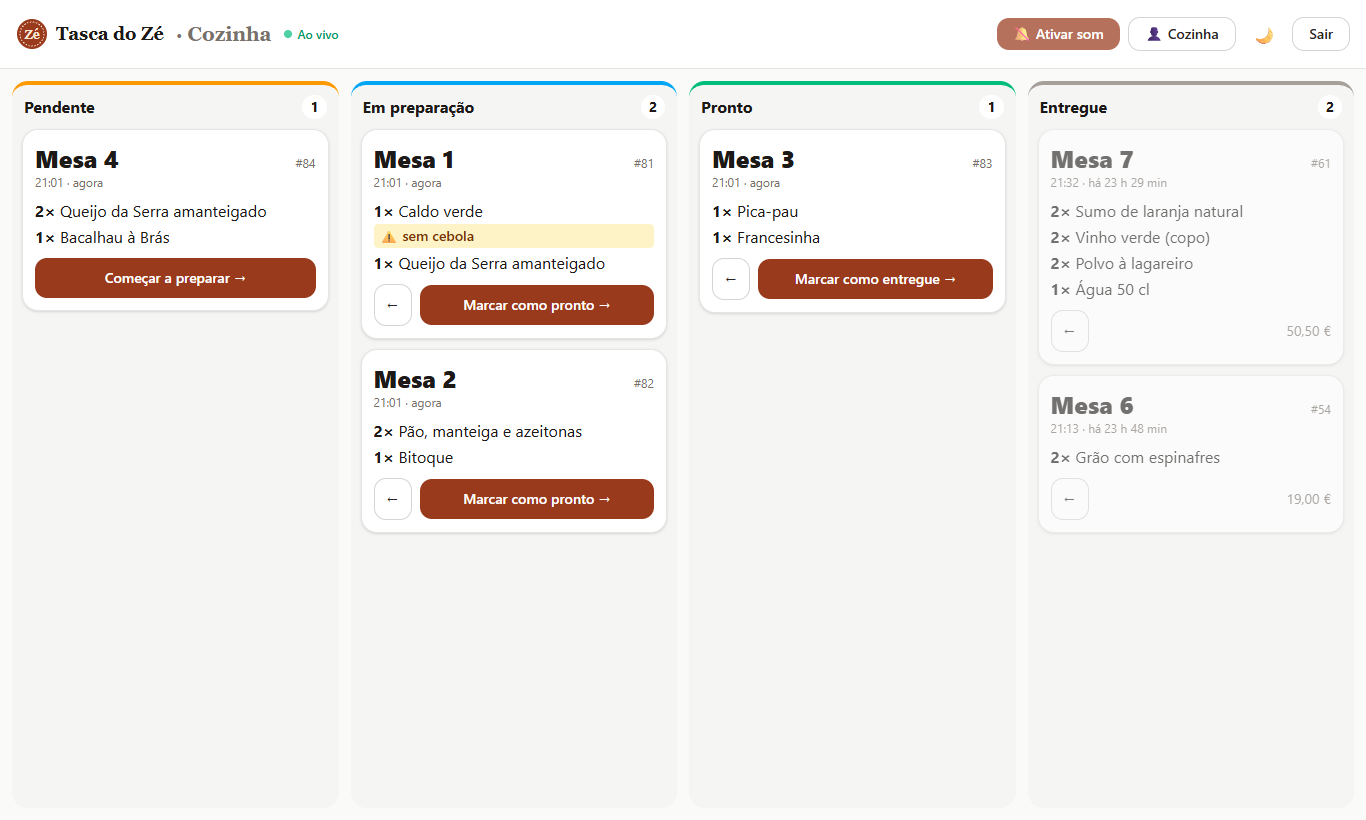 Zé Tasca do Zé · Cozinha Ao vivo
Ativar som Cozinha Sair
Pendente 1
Mesa 4 #84
21:01 · agora
2× Queijo da Serra amanteigado
1× Bacalhau à Brás
Começar a preparar →
Em preparação 2
Mesa 1 #81
21:01 · agora
1× Caldo verde
⚠️ sem cebola
1× Queijo da Serra amanteigado
← Marcar como pronto →
Mesa 2 #82
21:01 · agora
2× Pão, manteiga e azeitonas
1× Bitoque
← Marcar como pronto →
Pronto 1
Mesa 3 #83
21:01 · agora
1× Pica-pau
1× Francesinha
← Marcar como entregue →
Entregue 2
Mesa 7 #61
21:32 · há 23 h 29 min
2× Sumo de laranja natural
2× Vinho verde (copo)
2× Polvo à lagareiro
1× Água 50 cl
← 50,50 €
Mesa 6 #54
21:13 · há 23 h 48 min
2× Grão com espinafres
← 19,00 €